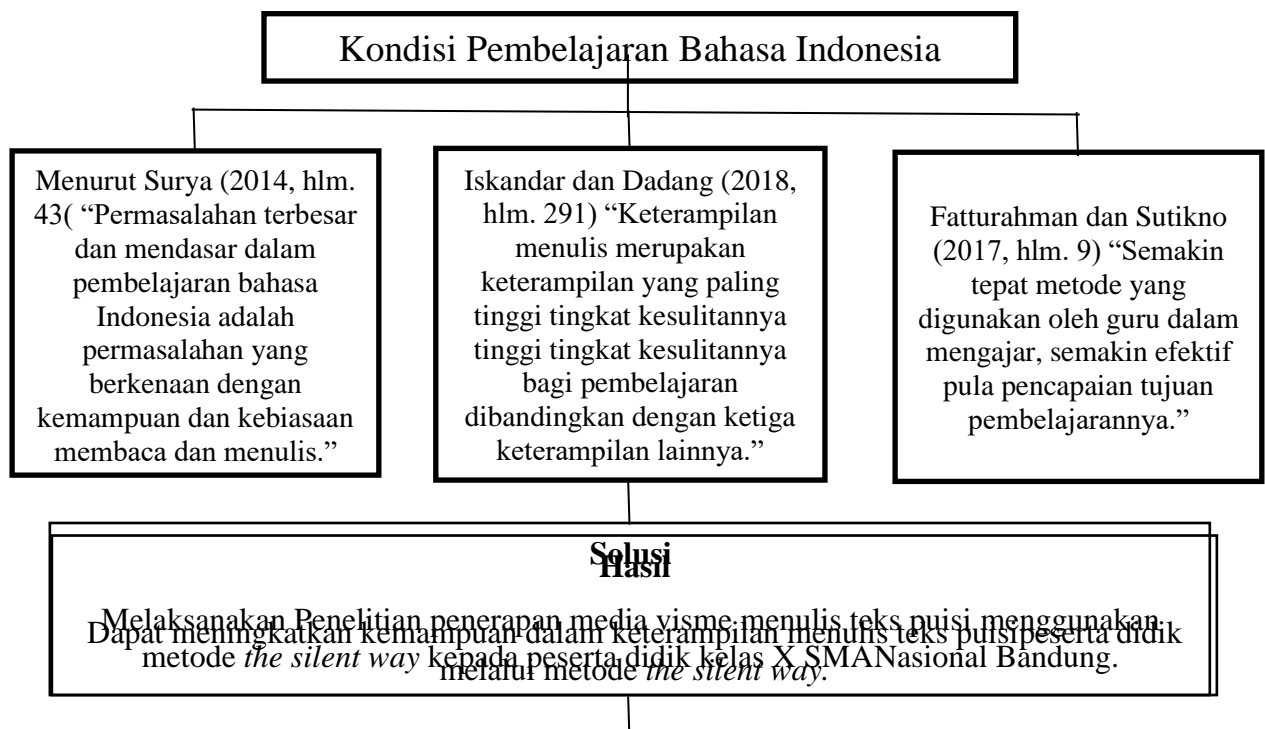 Kondisi Pembelajaran Bahasa Indonesia
Menurut Surya (2014, hlm.
43( “Permasalahan terbesar
dan mendasar dalam
pembelajaran bahasa
Indonesia adalah
permasalahan yang
berkenaan dengan
kemampuan dan kebiasaan
membaca dan menulis.”
Iskandar dan Dadang (2018,
hlm. 291) “Keterampilan
menulis merupakan
keterampilan yang paling
tinggi tingkat kesulitannya
tinggi tingkat kesulitannya
bagi pembelajaran
dibandingkan dengan ketiga
keterampilan lainnya.”
Fatturahman dan Sutikno
(2017, hlm. 9) “Semakin
tepat metode yang
digunakan oleh guru dalam
mengajar, semakin efektif
pula pencapaian tujuan
pembelajarannya.”
Solusi
Melaksanakan Penelitian penerapan media visme menulis teks puisi menggunakan
metode the silent way kepada peserta didik kelas X SMANasional Bandung.
Hasil
Dapat meningkatkan kemampuan dalam keterampilan menulis teks puisipeserta didik
melalui metode the silent way.